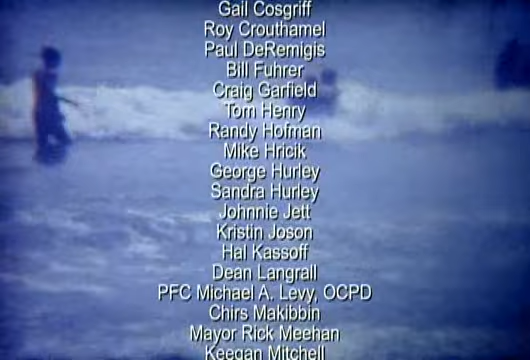 Gail Cosgriff
Roy Crouthamel
Paul DeRemigis
Bill Fuhrer
Craig Garfield
Tom Henry
Randy Hofman
Mike Hricik
George Hurley
Sandra Hurley
Johnnie Jett
Kristin Joson
Hal Kassoff
Dean Langrall
PFC Michael A. Levy, OCPD
Chirs Makibbin
Mayor Rick Meehan
Keegan Mitchell